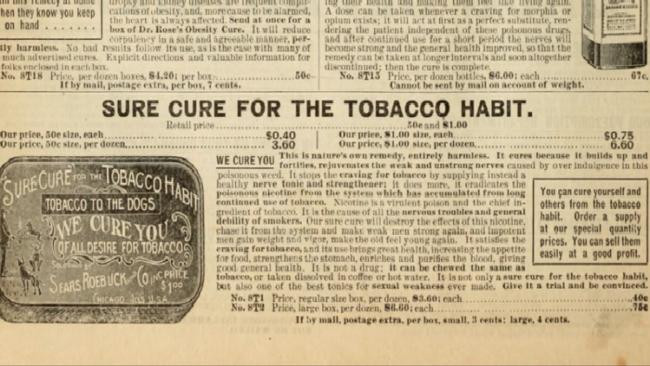 then they know keep
on hand
dropsy and kidney diseases are frequent compli-
cations of obesity, and, more cause to be alarmed,
the heart is always affected. Send at once for a
box of Dr. Rose's Obesity Cure. It will reduce
corpulency in a safe and agreeable manner, per-
tly harmless. No bad results follow its use, as is the case with many of
much advertised cures. Explicit directions and valuable information for
folks enclosed in each box.
No. 8T18 Price, per dozen boxes, $4.20; per box 50c
If by mail, postage extra, per box, 7 cents.
A dose can be taken whenever a craving for morphia or
opium exists; it will act at first as a perfect substitute, ren-
dering the patient independent of these poisonous drugs,
and after continued use for a short period the nerves will
become strong and the general health improved, so that the
remedy can be taken at longer intervals and soon altogether
discontinued; then the cure is complete.
No. 8T15 Price, per dozen bottles, $6.00; each 67c
Cannot be sent by mail on account of weight.
SURE CURE FOR THE TOBACCO HABIT.
Retail price 50c and $1.00
Our price, 50c size, each $0.40
Our price, 50c size, per dozen 3.60
Our price, $1.00 size, each $0.75
Our price, $1.00 size, per dozen 6.60
SURE CURE FOR THE TOBACCO HABIT
TOBACCO TO THE DOGS
WE CURE YOU
OF ALL DESIRE FOR TOBACCO
SEARS ROEBUCK & CO INC PRICE
$1.00
CHICAGO ILLS. U.S.A.
WE CURE YOU This is nature's own remedy, entirely harmless. It cures because it builds up and
fortifies, rejuvenates the weak and unstrung nerves caused by over indulgence in this
poisonous weed. It stops the craving for tobacco by supplying instead a
healthy nerve tonic and strengthener; it does more, it eradicates the
poisonous nicotine from the system which has accumulated from long
continued use of tobacco. Nicotine is a virulent poison and the chief in-
gredient of tobacco. It is the cause of all the nervous troubles and general
debility of smokers. Our sure cure will destroy the effects of this nicotine,
chase it from the system and make weak men strong again, and impotent
men gain weight and vigor, make the old feel young again. It satisfies the
craving for tobacco, and its use brings great health, increasing the appetite
for food, strengthens the stomach, enriches and purifies the blood, giving
good general health. It is not a drug; it can be chewed the same as
tobacco, or taken dissolved in coffee or hot water. It is not only a sure cure for the tobacco habit,
but also one of the best tonics for sexual weakness ever made. Give it a trial and be convinced.
No. 8T1 Price, regular size box, per dozen, $3.60; each 40c
No. 8T2 Price, large box, per dozen, $6.60; each 75c
If by mail, postage extra, per box, small, 3 cents; large, 4 cents.
You can cure yourself and
others from the tobacco
habit. Order a supply
at our special quantity
prices. You can sell them
easily at a good profit.